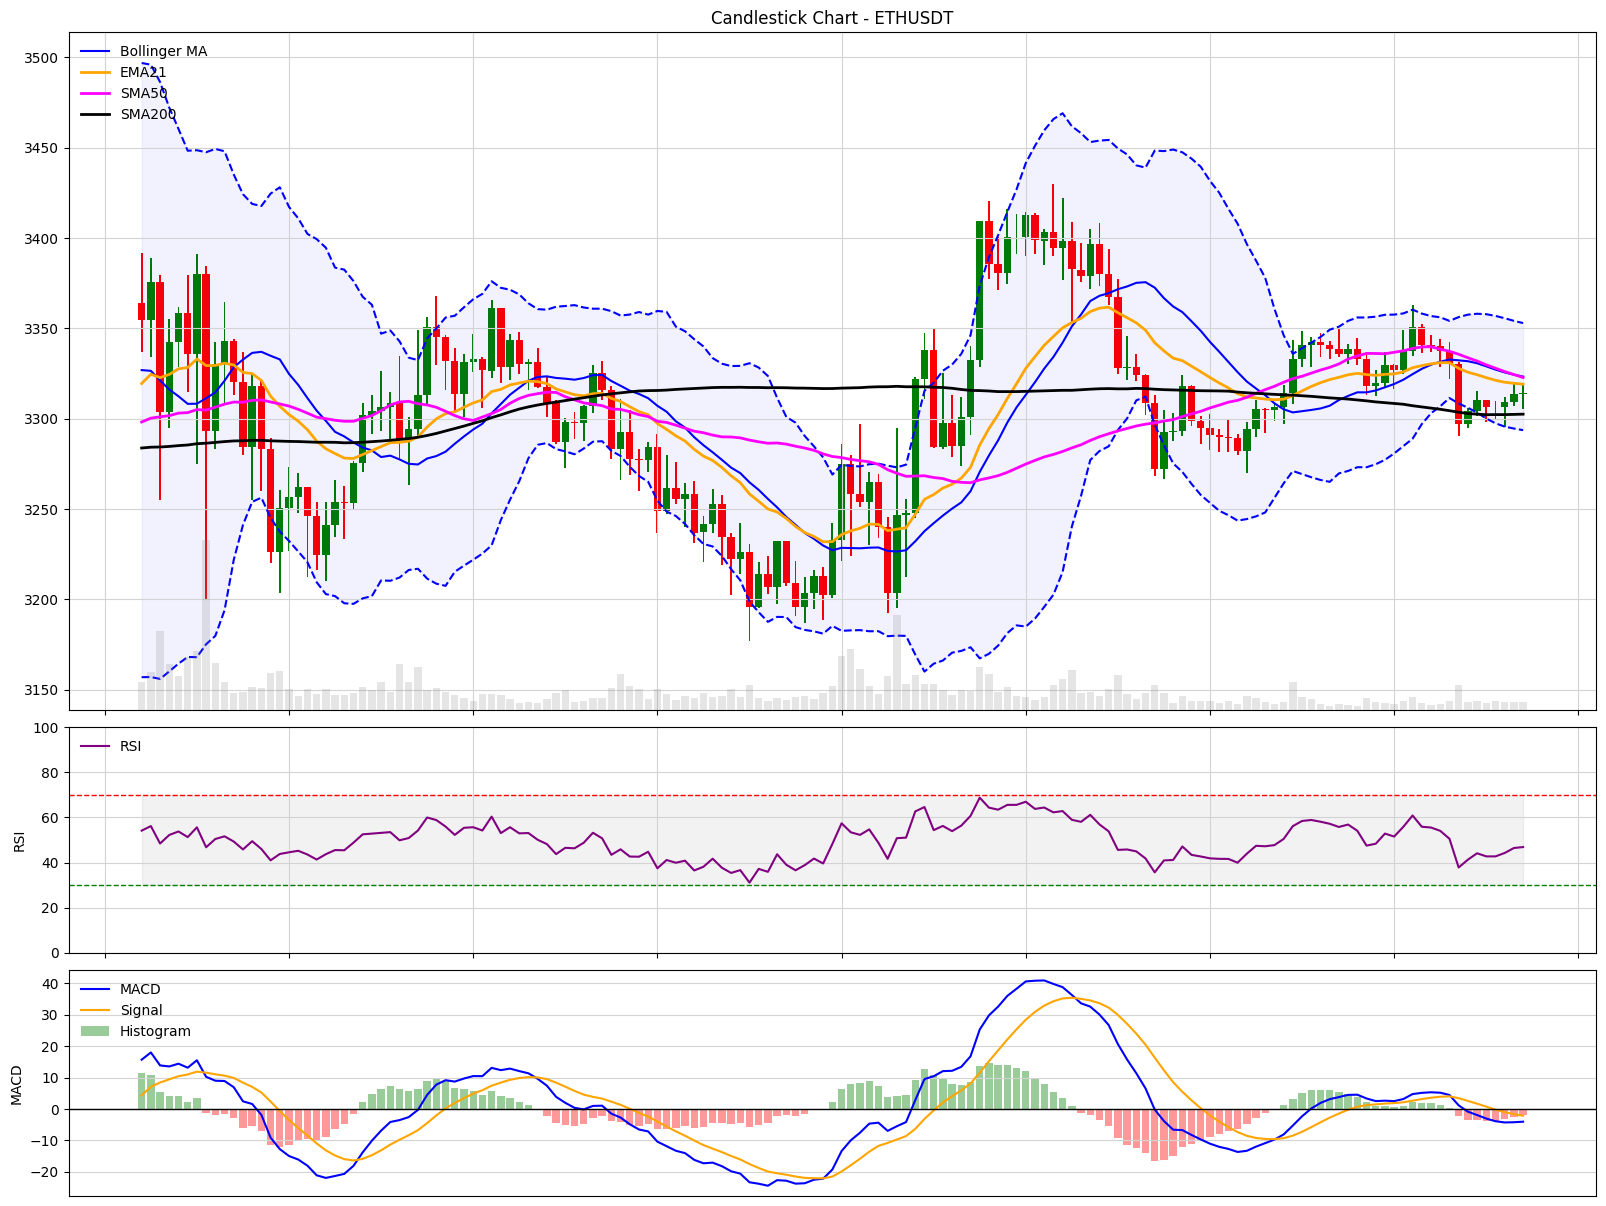 Candlestick Chart - ETHUSDT
3500
3450
3400
3350
3300
3250
3200
3150
Bollinger MA
EMA21
SMA50
SMA200
100
80
60
40
20
0
RSI
RSI
40
30
20
10
0
−10
−20
MACD
MACD
Signal
Histogram